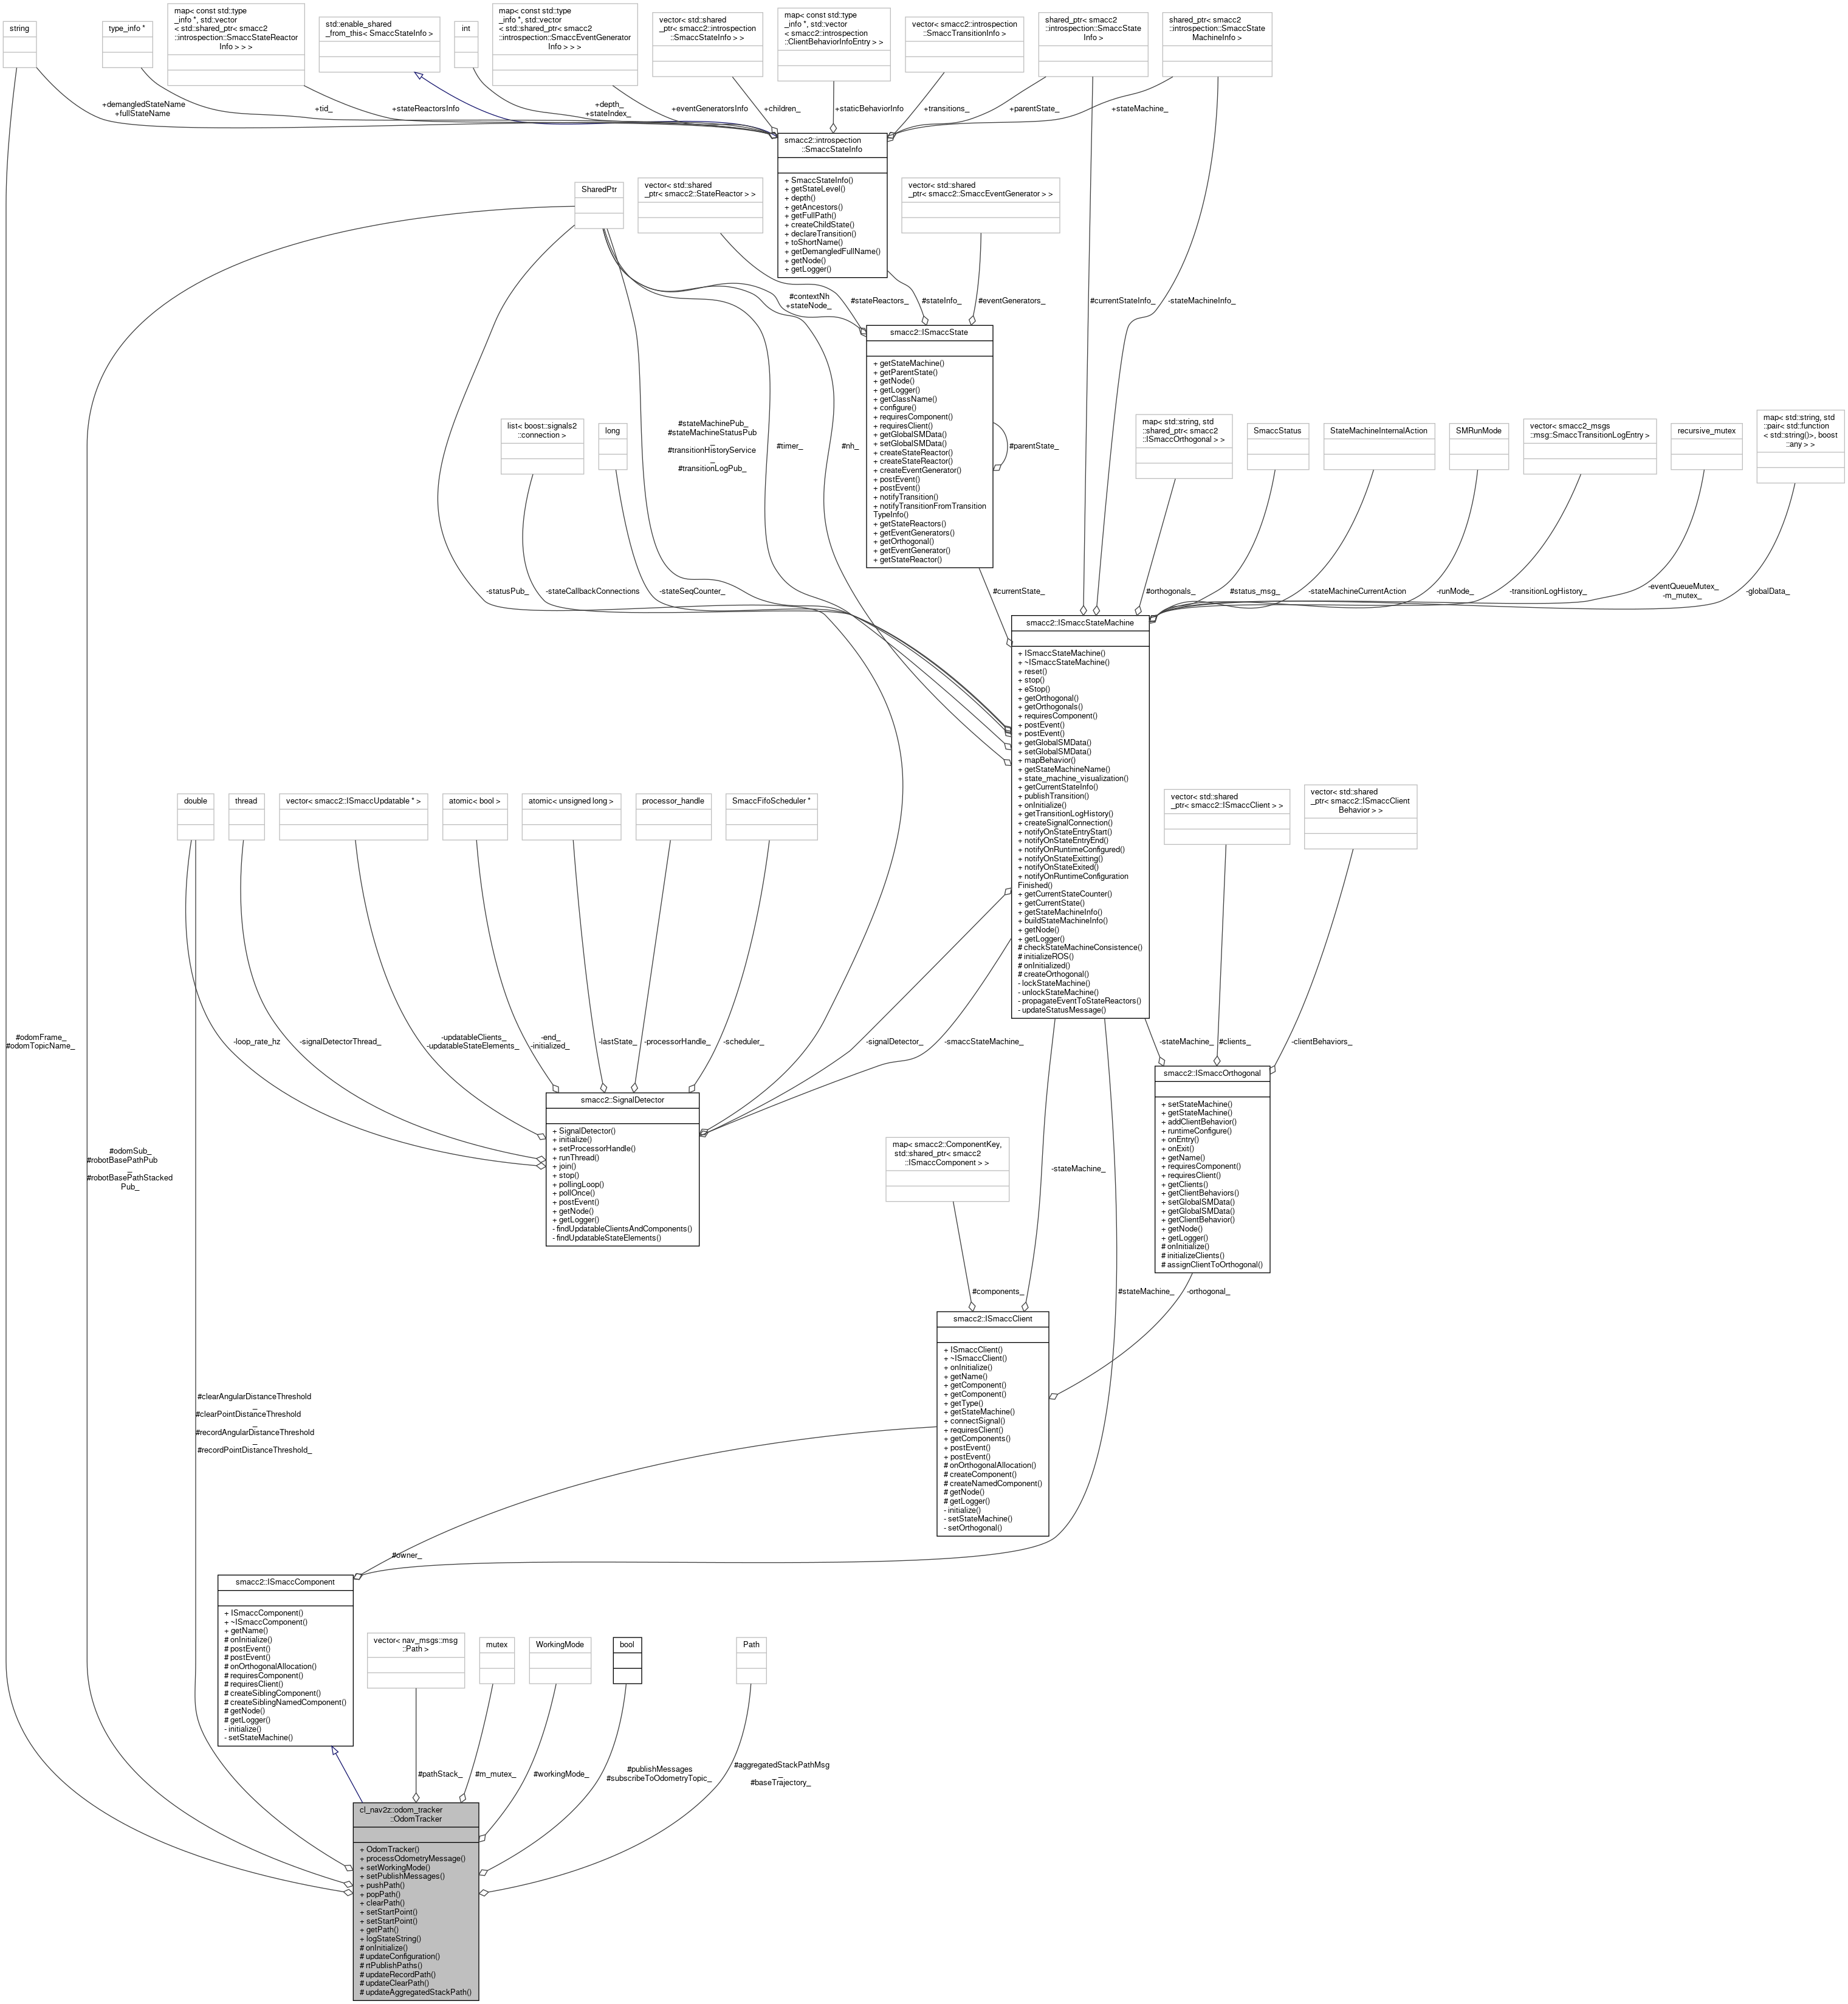 string
type_info *
map< const std::type
_info *, std::vector
< std::shared_ptr< smacc2
::introspection::SmaccStateReactor
Info > > >
std::enable_shared
_from_this< SmaccStateInfo >
int
map< const std::type
_info *, std::vector
< std::shared_ptr< smacc2
::introspection::SmaccEventGenerator
Info > > >
vector< std::shared
_ptr< smacc2::introspection
::SmaccStateInfo > >
map< const std::type
_info *, std::vector
< smacc2::introspection
::ClientBehaviorInfoEntry > >
vector< smacc2::introspection
::SmaccTransitionInfo >
shared_ptr< smacc2
::introspection::SmaccState
Info >
shared_ptr< smacc2
::introspection::SmaccState
MachineInfo >
+demangledStateName
+fullStateName
+tid_
+stateReactorsInfo
+depth_
+stateIndex_
+eventGeneratorsInfo
+children_
+staticBehaviorInfo
+transitions_
+parentState_
+stateMachine_
smacc2::introspection
::SmaccStateInfo
+ SmaccStateInfo()
+ getStateLevel()
+ depth()
+ getAncestors()
+ getFullPath()
+ createChildState()
+ declareTransition()
+ toShortName()
+ getDemangledFullName()
+ getNode()
+ getLogger()
SharedPtr
vector< std::shared
_ptr< smacc2::StateReactor > >
vector< std::shared
_ptr< smacc2::SmaccEventGenerator > >
#contextNh
+stateNode_
#stateReactors_
#stateInfo_
#eventGenerators_
#currentStateInfo_
-stateMachineInfo_
smacc2::ISmaccState
+ getStateMachine()
+ getParentState()
+ getNode()
+ getLogger()
+ getClassName()
+ configure()
+ requiresComponent()
+ requiresClient()
+ getGlobalSMData()
+ setGlobalSMData()
+ createStateReactor()
+ createStateReactor()
+ createEventGenerator()
+ postEvent()
+ postEvent()
+ notifyTransition()
+ notifyTransitionFromTransition
TypeInfo()
+ getStateReactors()
+ getEventGenerators()
+ getOrthogonal()
+ getEventGenerator()
+ getStateReactor()
#parentState_
list< boost::signals2
::connection >
long
#stateMachinePub_
#stateMachineStatusPub
_
#transitionHistoryService
_
#transitionLogPub_
#timer_
#nh_
map< std::string, std
::shared_ptr< smacc2
::ISmaccOrthogonal > >
SmaccStatus
StateMachineInternalAction
SMRunMode
vector< smacc2_msgs
::msg::SmaccTransitionLogEntry >
recursive_mutex
map< std::string, std
::pair< std::function
< std::string()>, boost
::any > >
-statusPub_
-stateCallbackConnections
-stateSeqCounter_
#currentState_
#orthogonals_
#status_msg_
-stateMachineCurrentAction
-runMode_
-transitionLogHistory_
-eventQueueMutex_
-m_mutex_
-globalData_
smacc2::ISmaccStateMachine
+ ISmaccStateMachine()
+ ~ISmaccStateMachine()
+ reset()
+ stop()
+ eStop()
+ getOrthogonal()
+ getOrthogonals()
+ requiresComponent()
+ postEvent()
+ postEvent()
+ getGlobalSMData()
+ setGlobalSMData()
+ mapBehavior()
+ getStateMachineName()
+ state_machine_visualization()
+ getCurrentStateInfo()
+ publishTransition()
+ onInitialize()
+ getTransitionLogHistory()
+ createSignalConnection()
+ notifyOnStateEntryStart()
+ notifyOnStateEntryEnd()
+ notifyOnRuntimeConfigured()
+ notifyOnStateExitting()
+ notifyOnStateExited()
+ notifyOnRuntimeConfiguration
Finished()
+ getCurrentStateCounter()
+ getCurrentState()
+ getStateMachineInfo()
+ buildStateMachineInfo()
+ getNode()
+ getLogger()
# checkStateMachineConsistence()
# initializeROS()
# onInitialized()
# createOrthogonal()
- lockStateMachine()
- unlockStateMachine()
- propagateEventToStateReactors()
- updateStatusMessage()
double
thread
vector< smacc2::ISmaccUpdatable * >
atomic< bool >
atomic< unsigned long >
processor_handle
SmaccFifoScheduler *
vector< std::shared
_ptr< smacc2::ISmaccClient > >
vector< std::shared
_ptr< smacc2::ISmaccClient
Behavior > >
#odomFrame_
#odomTopicName_
-loop_rate_hz
-signalDetectorThread_
-updatableClients_
-updatableStateElements_
-end_
-initialized_
-lastState_
-processorHandle_
-scheduler_
-signalDetector_
-smaccStateMachine_
-stateMachine_
#clients_
-clientBehaviors_
smacc2::SignalDetector
+ SignalDetector()
+ initialize()
+ setProcessorHandle()
+ runThread()
+ join()
+ stop()
+ pollingLoop()
+ pollOnce()
+ postEvent()
+ getNode()
+ getLogger()
- findUpdatableClientsAndComponents()
- findUpdatableStateElements()
smacc2::ISmaccOrthogonal
+ setStateMachine()
+ getStateMachine()
+ addClientBehavior()
+ runtimeConfigure()
+ onEntry()
+ onExit()
+ getName()
+ requiresComponent()
+ requiresClient()
+ getClients()
+ getClientBehaviors()
+ setGlobalSMData()
+ getGlobalSMData()
+ getClientBehavior()
+ getNode()
+ getLogger()
# onInitialize()
# initializeClients()
# assignClientToOrthogonal()
#odomSub_
#robotBasePathPub
_
#robotBasePathStacked
Pub_
map< smacc2::ComponentKey,
std::shared_ptr< smacc2
::ISmaccComponent > >
-stateMachine_
#components_
#stateMachine_
-orthogonal_
smacc2::ISmaccClient
+ ISmaccClient()
+ ~ISmaccClient()
+ onInitialize()
+ getName()
+ getComponent()
+ getComponent()
+ getType()
+ getStateMachine()
+ connectSignal()
+ requiresClient()
+ getComponents()
+ postEvent()
+ postEvent()
# onOrthogonalAllocation()
# createComponent()
# createNamedComponent()
# getNode()
# getLogger()
- initialize()
- setStateMachine()
- setOrthogonal()
#clearAngularDistanceThreshold
_
#clearPointDistanceThreshold
_
#recordAngularDistanceThreshold
_
#recordPointDistanceThreshold_
#owner_
smacc2::ISmaccComponent
+ ISmaccComponent()
+ ~ISmaccComponent()
+ getName()
# onInitialize()
# postEvent()
# postEvent()
# onOrthogonalAllocation()
# requiresComponent()
# requiresClient()
# createSiblingComponent()
# createSiblingNamedComponent()
# getNode()
# getLogger()
- initialize()
- setStateMachine()
vector< nav_msgs::msg
::Path >
mutex
WorkingMode
bool
Path
#pathStack_
#m_mutex_
#workingMode_
#publishMessages
#subscribeToOdometryTopic_
#aggregatedStackPathMsg
_
#baseTrajectory_
cl_nav2z::odom_tracker
::OdomTracker
+ OdomTracker()
+ processOdometryMessage()
+ setWorkingMode()
+ setPublishMessages()
+ pushPath()
+ popPath()
+ clearPath()
+ setStartPoint()
+ setStartPoint()
+ getPath()
+ logStateString()
# onInitialize()
# updateConfiguration()
# rtPublishPaths()
# updateRecordPath()
# updateClearPath()
# updateAggregatedStackPath()